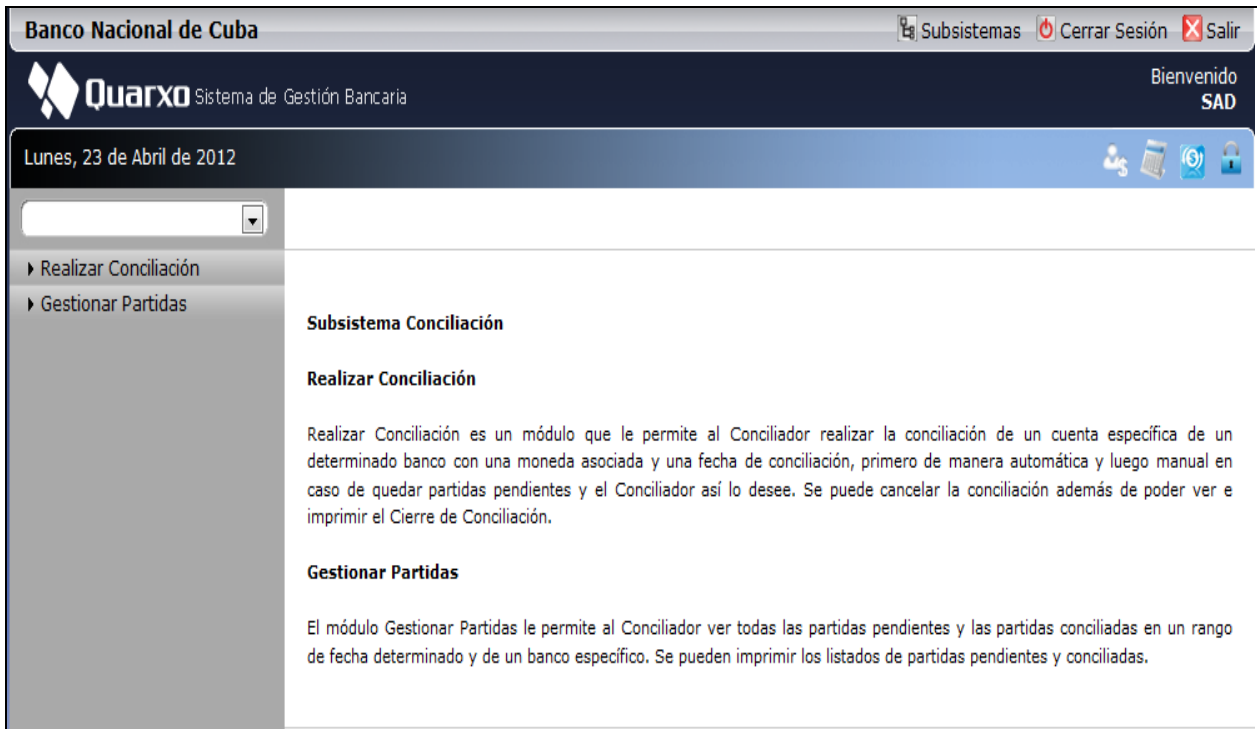 Banco Nacional de Cuba
Subsistemas Cerrar Sesión Salir
Quarxo Sistema de Gestión Bancaria
Bienvenido
SAD
Lunes, 23 de Abril de 2012
Realizar Conciliación
Gestionar Partidas
Subsistema Conciliación
Realizar Conciliación
Realizar Conciliación es un módulo que le permite al Conciliador realizar la conciliación de un cuenta específica de un
determinado banco con una moneda asociada y una fecha de conciliación, primero de manera automática y luego manual en
caso de quedar partidas pendientes y el Conciliador así lo desee. Se puede cancelar la conciliación además de poder ver e
imprimir el Cierre de Conciliación.
Gestionar Partidas
El módulo Gestionar Partidas le permite al Conciliador ver todas las partidas pendientes y las partidas conciliadas en un rango
de fecha determinado y de un banco específico. Se pueden imprimir los listados de partidas pendientes y conciliadas.